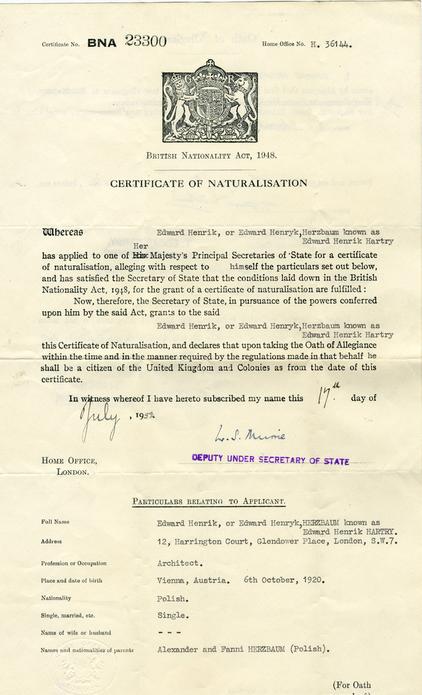 Certificate No. BNA 23300 Home Office No. H. 36144.
G R
BRITISH NATIONALITY ACT, 1948.
CERTIFICATE OF NATURALISATION
Whereas Edward Henrik, or Edward Henryk, Herzbaum known as
Edward Henrik Hartry
Her
has applied to one of His Majesty's Principal Secretaries of State for a certificate
of naturalisation, alleging with respect to himself the particulars set out below,
and has satisfied the Secretary of State that the conditions laid down in the British
Nationality Act, 1948, for the grant of a certificate of naturalisation are fulfilled:
Now, therefore, the Secretary of State, in pursuance of the powers conferred
upon him by the said Act, grants to the said
Edward Henrik, or Edward Henryk, Herzbaum known as
Edward Henrik Hartry
this Certificate of Naturalisation, and declares that upon taking the Oath of Allegiance
within the time and in the manner required by the regulations made in that behalf he
shall be a citizen of the United Kingdom and Colonies as from the date of this
certificate.
In witness whereof I have hereto subscribed my name this 17th day of
July, 195
HOME OFFICE,
LONDON.
DEPUTY UNDER SECRETARY OF STATE
PARTICULARS RELATING TO APPLICANT.
Full Name Edward Henrik, or Edward Henryk, HERZBAUM known as
Edward Henrik HARTRY.
Address 12, Harrington Court, Glendower Place, London, S.W.7.
Profession or Occupation Architect.
Place and date of birth Vienna, Austria. 6th October, 1920.
Nationality Polish.
Single, married, etc. Single.
Name of wife or husband - - -
Names and nationalities of parents Alexander and Fanni HERZBAUM (Polish).
(For Oath